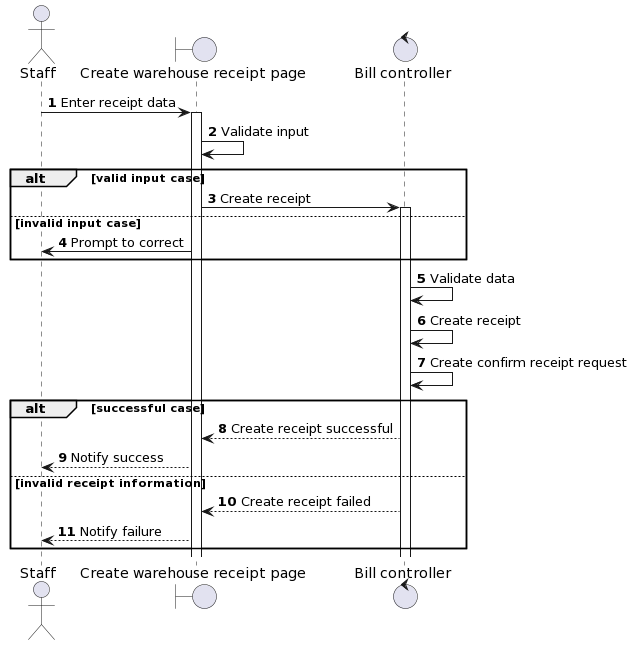 Staff
Create warehouse receipt page
Bill controller
1 Enter receipt data
2 Validate input
alt
[valid input case]
3 Create receipt
[invalid input case]
4 Prompt to correct
5 Validate data
6 Create receipt
7 Create confirm receipt request
alt
[successful case]
8 Create receipt successful
9 Notify success
[invalid receipt information]
10 Create receipt failed
11 Notify failure
Staff
Create warehouse receipt page
Bill controller